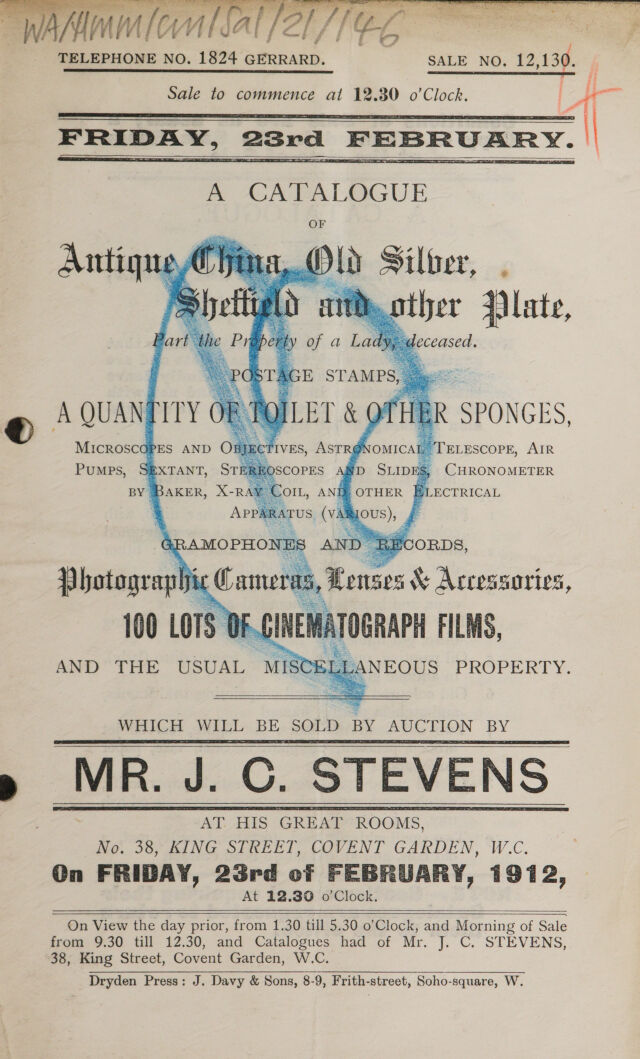 WA/HMM/CM/Sal/21/146
TELEPHONE NO. 1824 GERRARD. SALE NO. 12,130.
Sale to commence at 12.30 o'Clock.
FRIDAY, 23rd FEBRUARY.
A CATALOGUE
OF
Antique China, Old Silver,
Sheffield and other Plate,
Part the Property of a Lady, deceased.
POSTAGE STAMPS,
A QUANTITY OF TOILET & OTHER SPONGES,
MICROSCOPES AND OBJECTIVES, ASTRONOMICAL TELESCOPE, AIR
PUMPS, SEXTANT, STEREOSCOPES AND SLIDES, CHRONOMETER
BY BAKER, X-RAY COIL, AND OTHER ELECTRICAL
APPARATUS (VARIOUS),
GRAMOPHONES AND RECORDS,
Photographic Cameras, Lenses & Accessories,
100 LOTS OF CINEMATOGRAPH FILMS,
AND THE USUAL MISCELLANEOUS PROPERTY.
WHICH WILL BE SOLD BY AUCTION BY
MR. J. C. STEVENS
AT HIS GREAT ROOMS,
No. 38, KING STREET, COVENT GARDEN, W.C.
On FRIDAY, 23rd of FEBRUARY, 1912,
At 12.30 o'Clock.
On View the day prior, from 1.30 till 5.30 o'Clock, and Morning of Sale
from 9.30 till 12.30, and Catalogues had of Mr. J. C. STEVENS,
38, King Street, Covent Garden, W.C.
Dryden Press: J. Davy & Sons, 8-9, Frith-street, Soho-square, W.